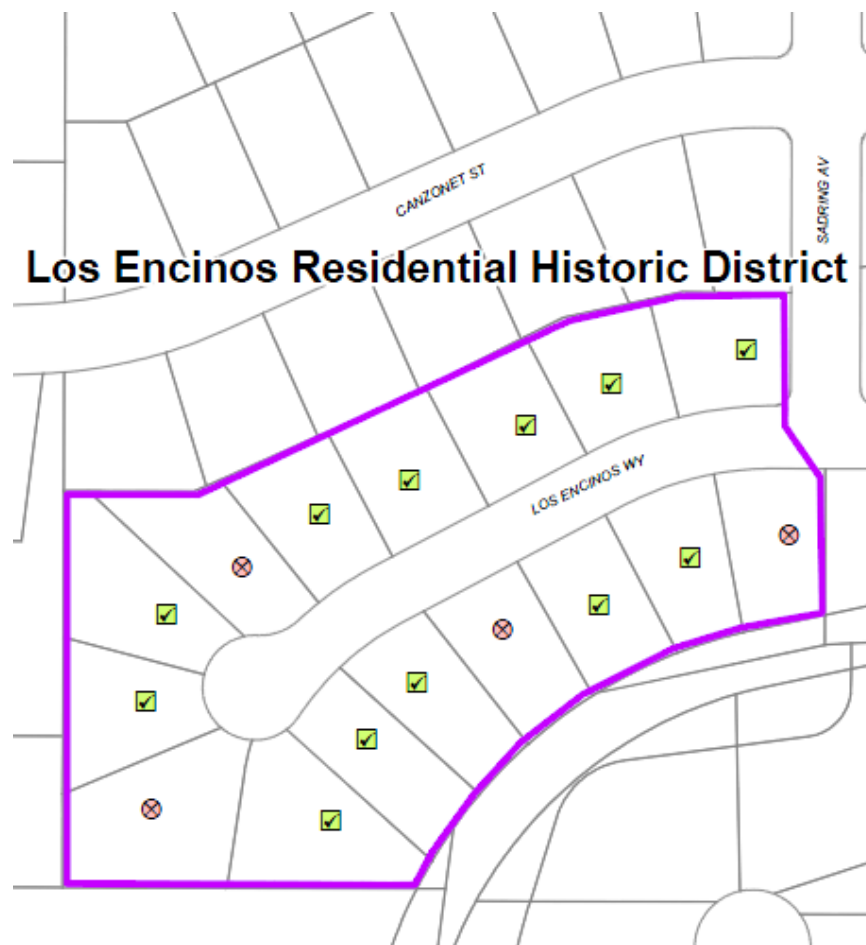 CANZONET ST
SADRING AV
Los Encinos Residential Historic District
LOS ENCINOS WY